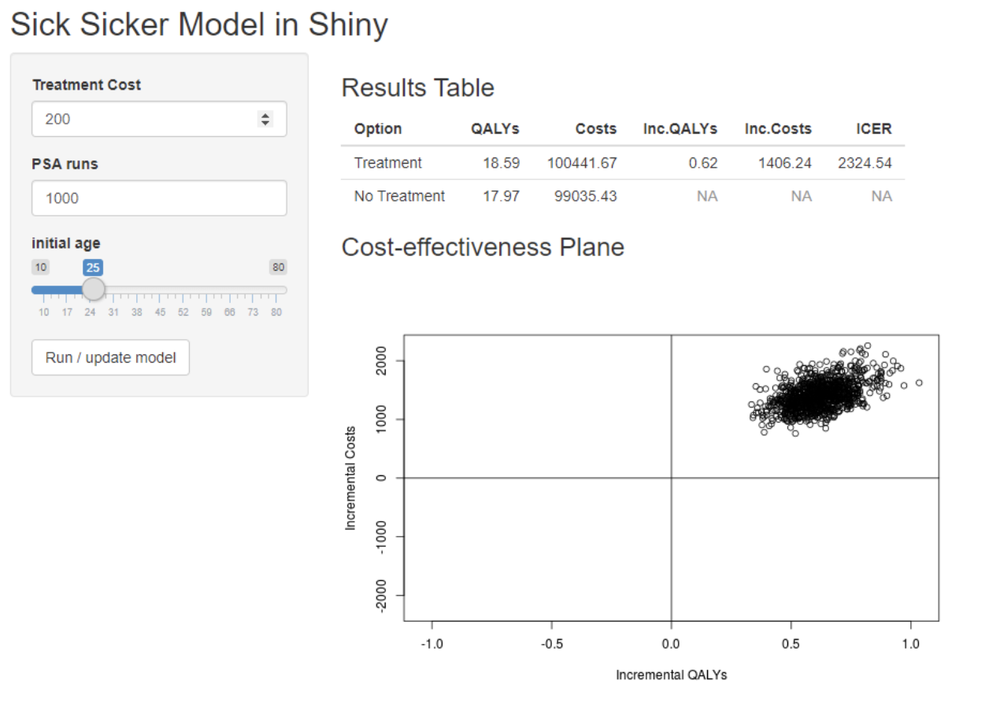 Sick Sicker Model in Shiny
Treatment Cost
200
PSA runs
1000
initial age
10 25 80
10 17 24 31 38 45 52 59 66 73 80
Run / update model
Results Table
Option QALYs Costs Inc.QALYs Inc.Costs ICER
Treatment 18.59 100441.67 0.62 1406.24 2324.54
No Treatment 17.97 99035.43 NA NA NA
Cost-effectiveness Plane
Incremental Costs
2000
1000
0
-1000
-2000
-1.0 -0.5 0.0 0.5 1.0
Incremental QALYs